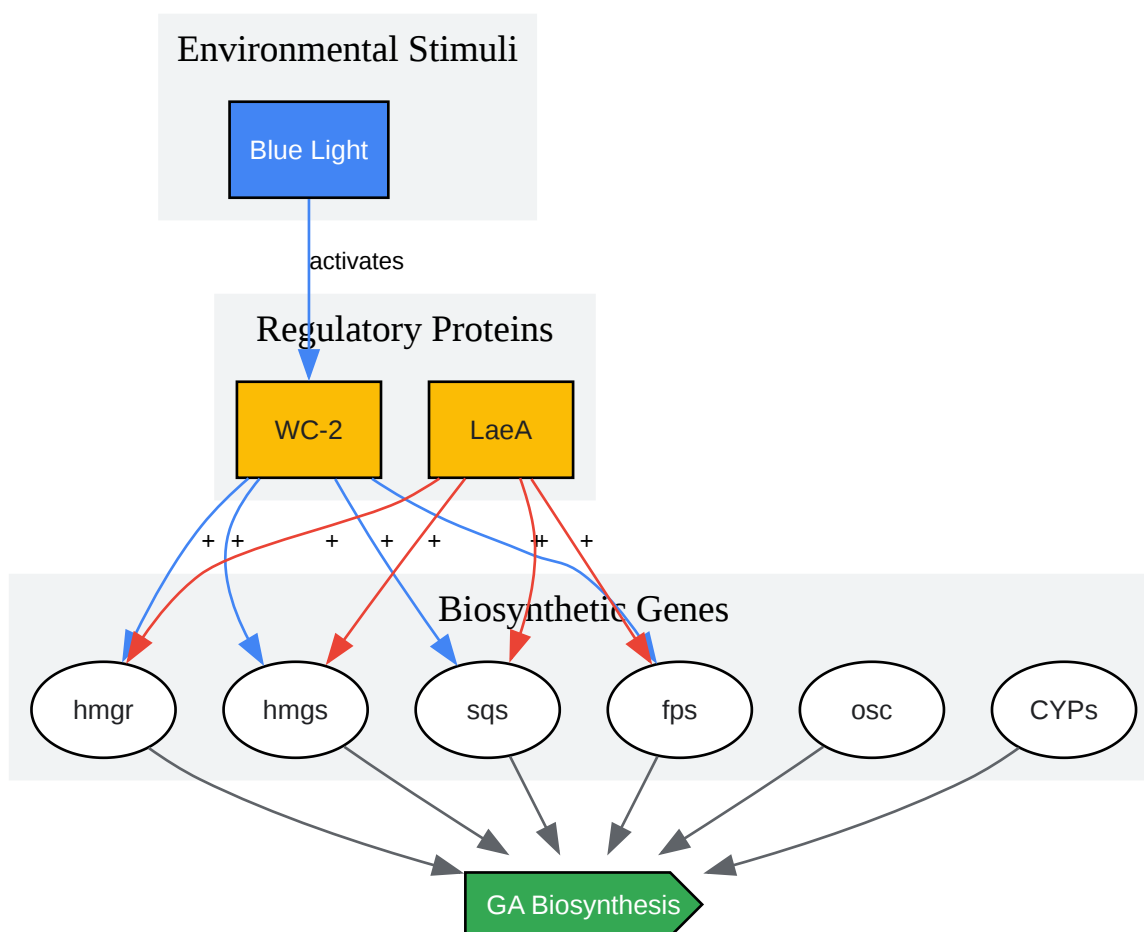 Environmental Stimuli
Blue Light
activates
Regulatory Proteins
WC-2 LaeA
+ + + + + + + +
Biosynthetic Genes
hmgr hmgs sqs fps osc CYPs
GA Biosynthesis